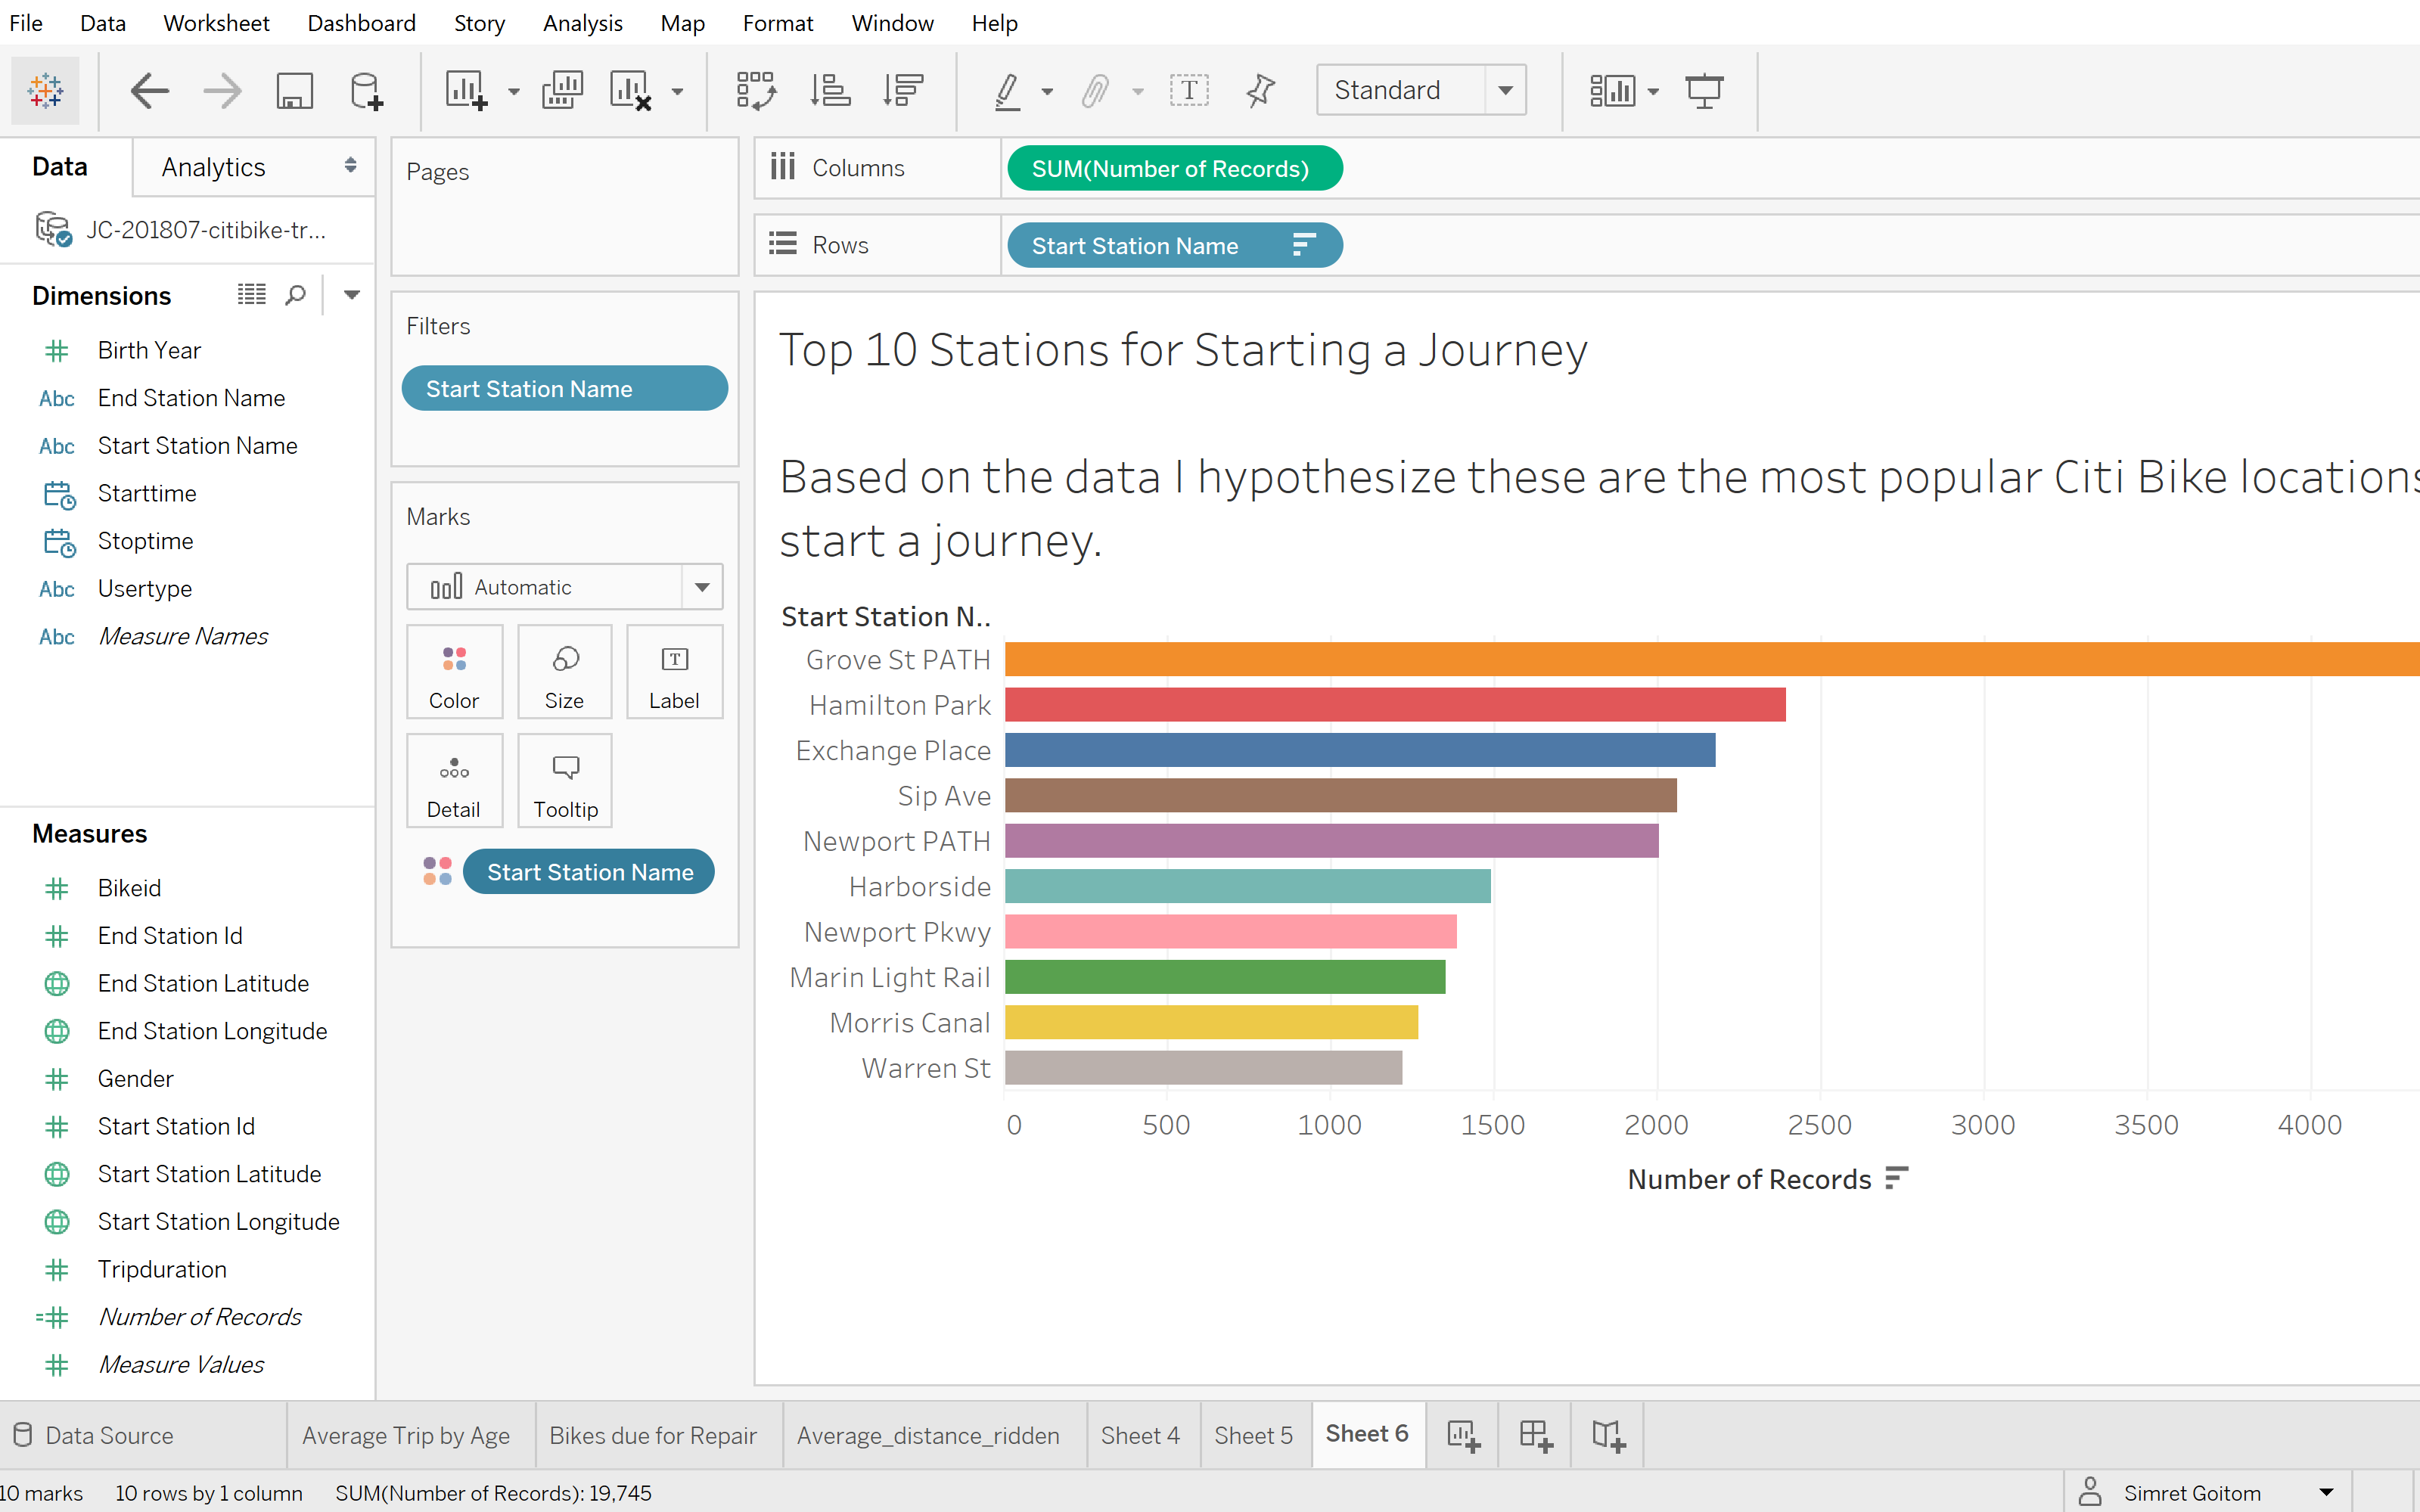 File Data Worksheet Dashboard Story Analysis Map Format Window Help
T Standard
Data Analytics
JC-201807-citibike-tr...
Dimensions
Birth Year
Abc End Station Name
Abc Start Station Name
Starttime
Stoptime
Abc Usertype
Abc Measure Names
Measures
Bikeid
End Station Id
End Station Latitude
End Station Longitude
Gender
Start Station Id
Start Station Latitude
Start Station Longitude
Tripduration
=# Number of Records
Measure Values
Pages
Filters
Start Station Name
Marks
Automatic
Color Size T Label
Detail Tooltip
Start Station Name
Columns SUM(Number of Records)
Rows Start Station Name
Top 10 Stations for Starting a Journey
Based on the data I hypothesize these are the most popular Citi Bike locations
start a journey.
Start Station N..
Grove St PATH
Hamilton Park
Exchange Place
Sip Ave
Newport PATH
Harborside
Newport Pkwy
Marin Light Rail
Morris Canal
Warren St
0 500 1000 1500 2000 2500 3000 3500 4000
Number of Records
Data Source Average Trip by Age Bikes due for Repair Average_distance_ridden Sheet 4 Sheet 5 Sheet 6
10 marks 10 rows by 1 column SUM(Number of Records): 19,745 Simret Goitom